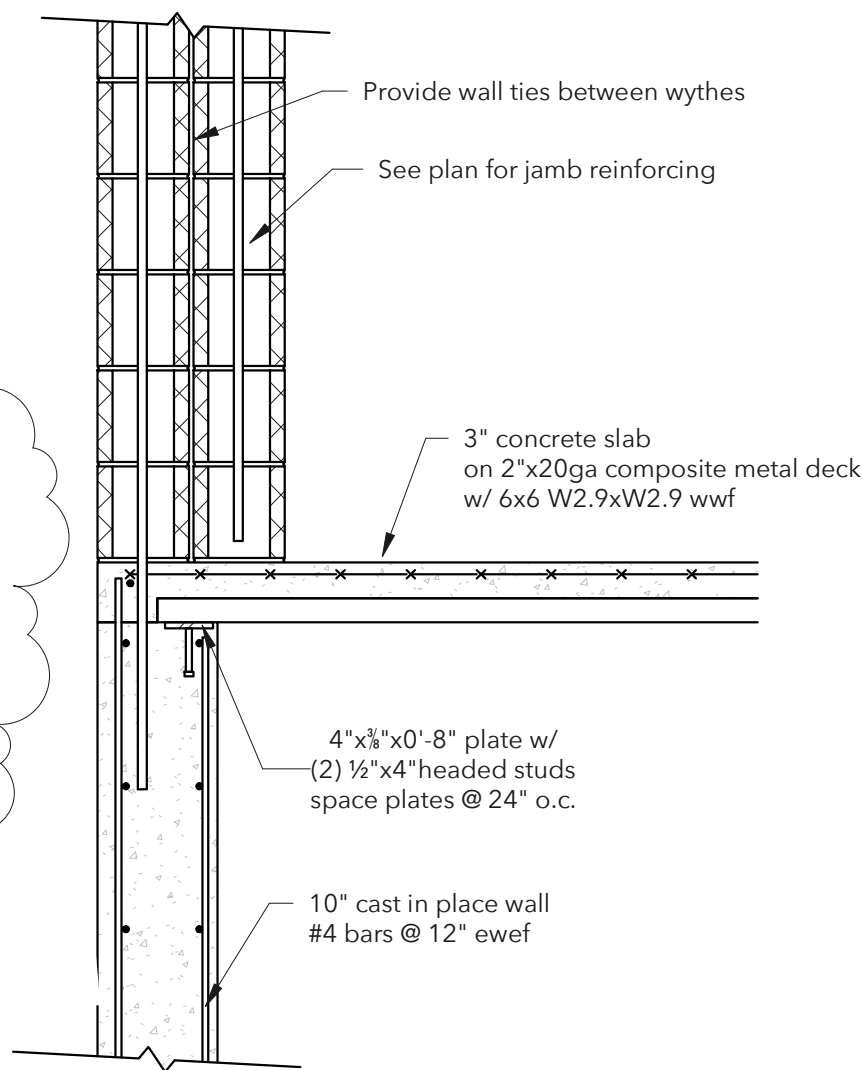 Provide wall ties between wythes
See plan for jamb reinforcing
3" concrete slab
on 2"x20ga composite metal deck
w/ 6x6 W2.9xW2.9 wwf
4"x⅜"x0'-8" plate w/
(2) ½"x4"headed studs
space plates @ 24" o.c.
10" cast in place wall
#4 bars @ 12" ewef